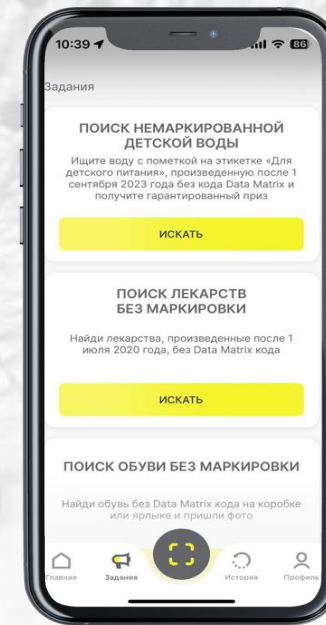 10:39
86
Задания
ПОИСК НЕМАРКИРОВАННОЙ
ДЕТСКОЙ ВОДЫ
Ищите воду с пометкой на этикетке «Для
детского питания», произведенную после 1
сентября 2023 года без кода Data Matrix и
получите гарантированный приз
ИСКАТЬ
ПОИСК ЛЕКАРСТВ
БЕЗ МАРКИРОВКИ
Найди лекарства, произведенные после 1
июля 2020 года, без Data Matrix кода
ИСКАТЬ
ПОИСК ОБУВИ БЕЗ МАРКИРОВКИ
Найди обувь без Data Matrix кода на коробке
или ярлыке и пришли фото
Главная
Задания
История
Профиль